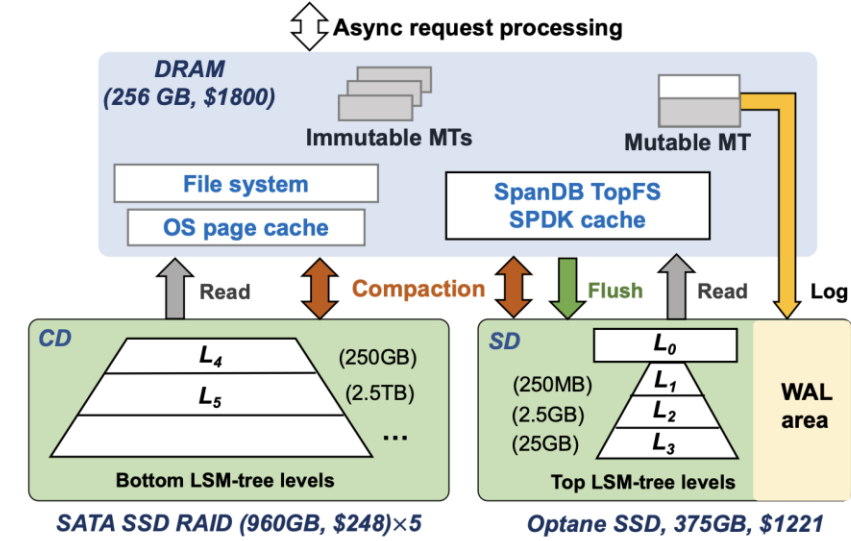 Async request processing
DRAM
(256 GB, $1800)
Immutable MTs
Mutable MT
File system
OS page cache
SpanDB TopFS
SPDK cache
Read
Compaction
Flush
Read
Log
CD
L4
(250GB)
L5
(2.5TB)
...
Bottom LSM-tree levels
SD
L0
L1
(250MB)
L2
(2.5GB)
L3
(25GB)
Top LSM-tree levels
WAL
area
SATA SSD RAID (960GB, $248)×5
Optane SSD, 375GB, $1221